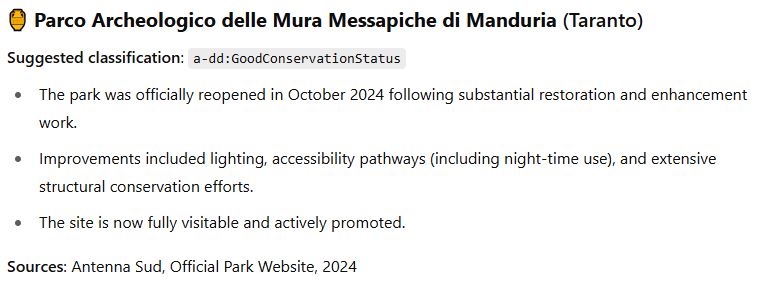 🏺 Parco Archeologico delle Mura Messapiche di Manduria (Taranto)
Suggested classification: a-dd:GoodConservationStatus
• The park was officially reopened in October 2024 following substantial restoration and enhancement
work.
• Improvements included lighting, accessibility pathways (including night-time use), and extensive
structural conservation efforts.
• The site is now fully visitable and actively promoted.
Sources: Antenna Sud, Official Park Website, 2024